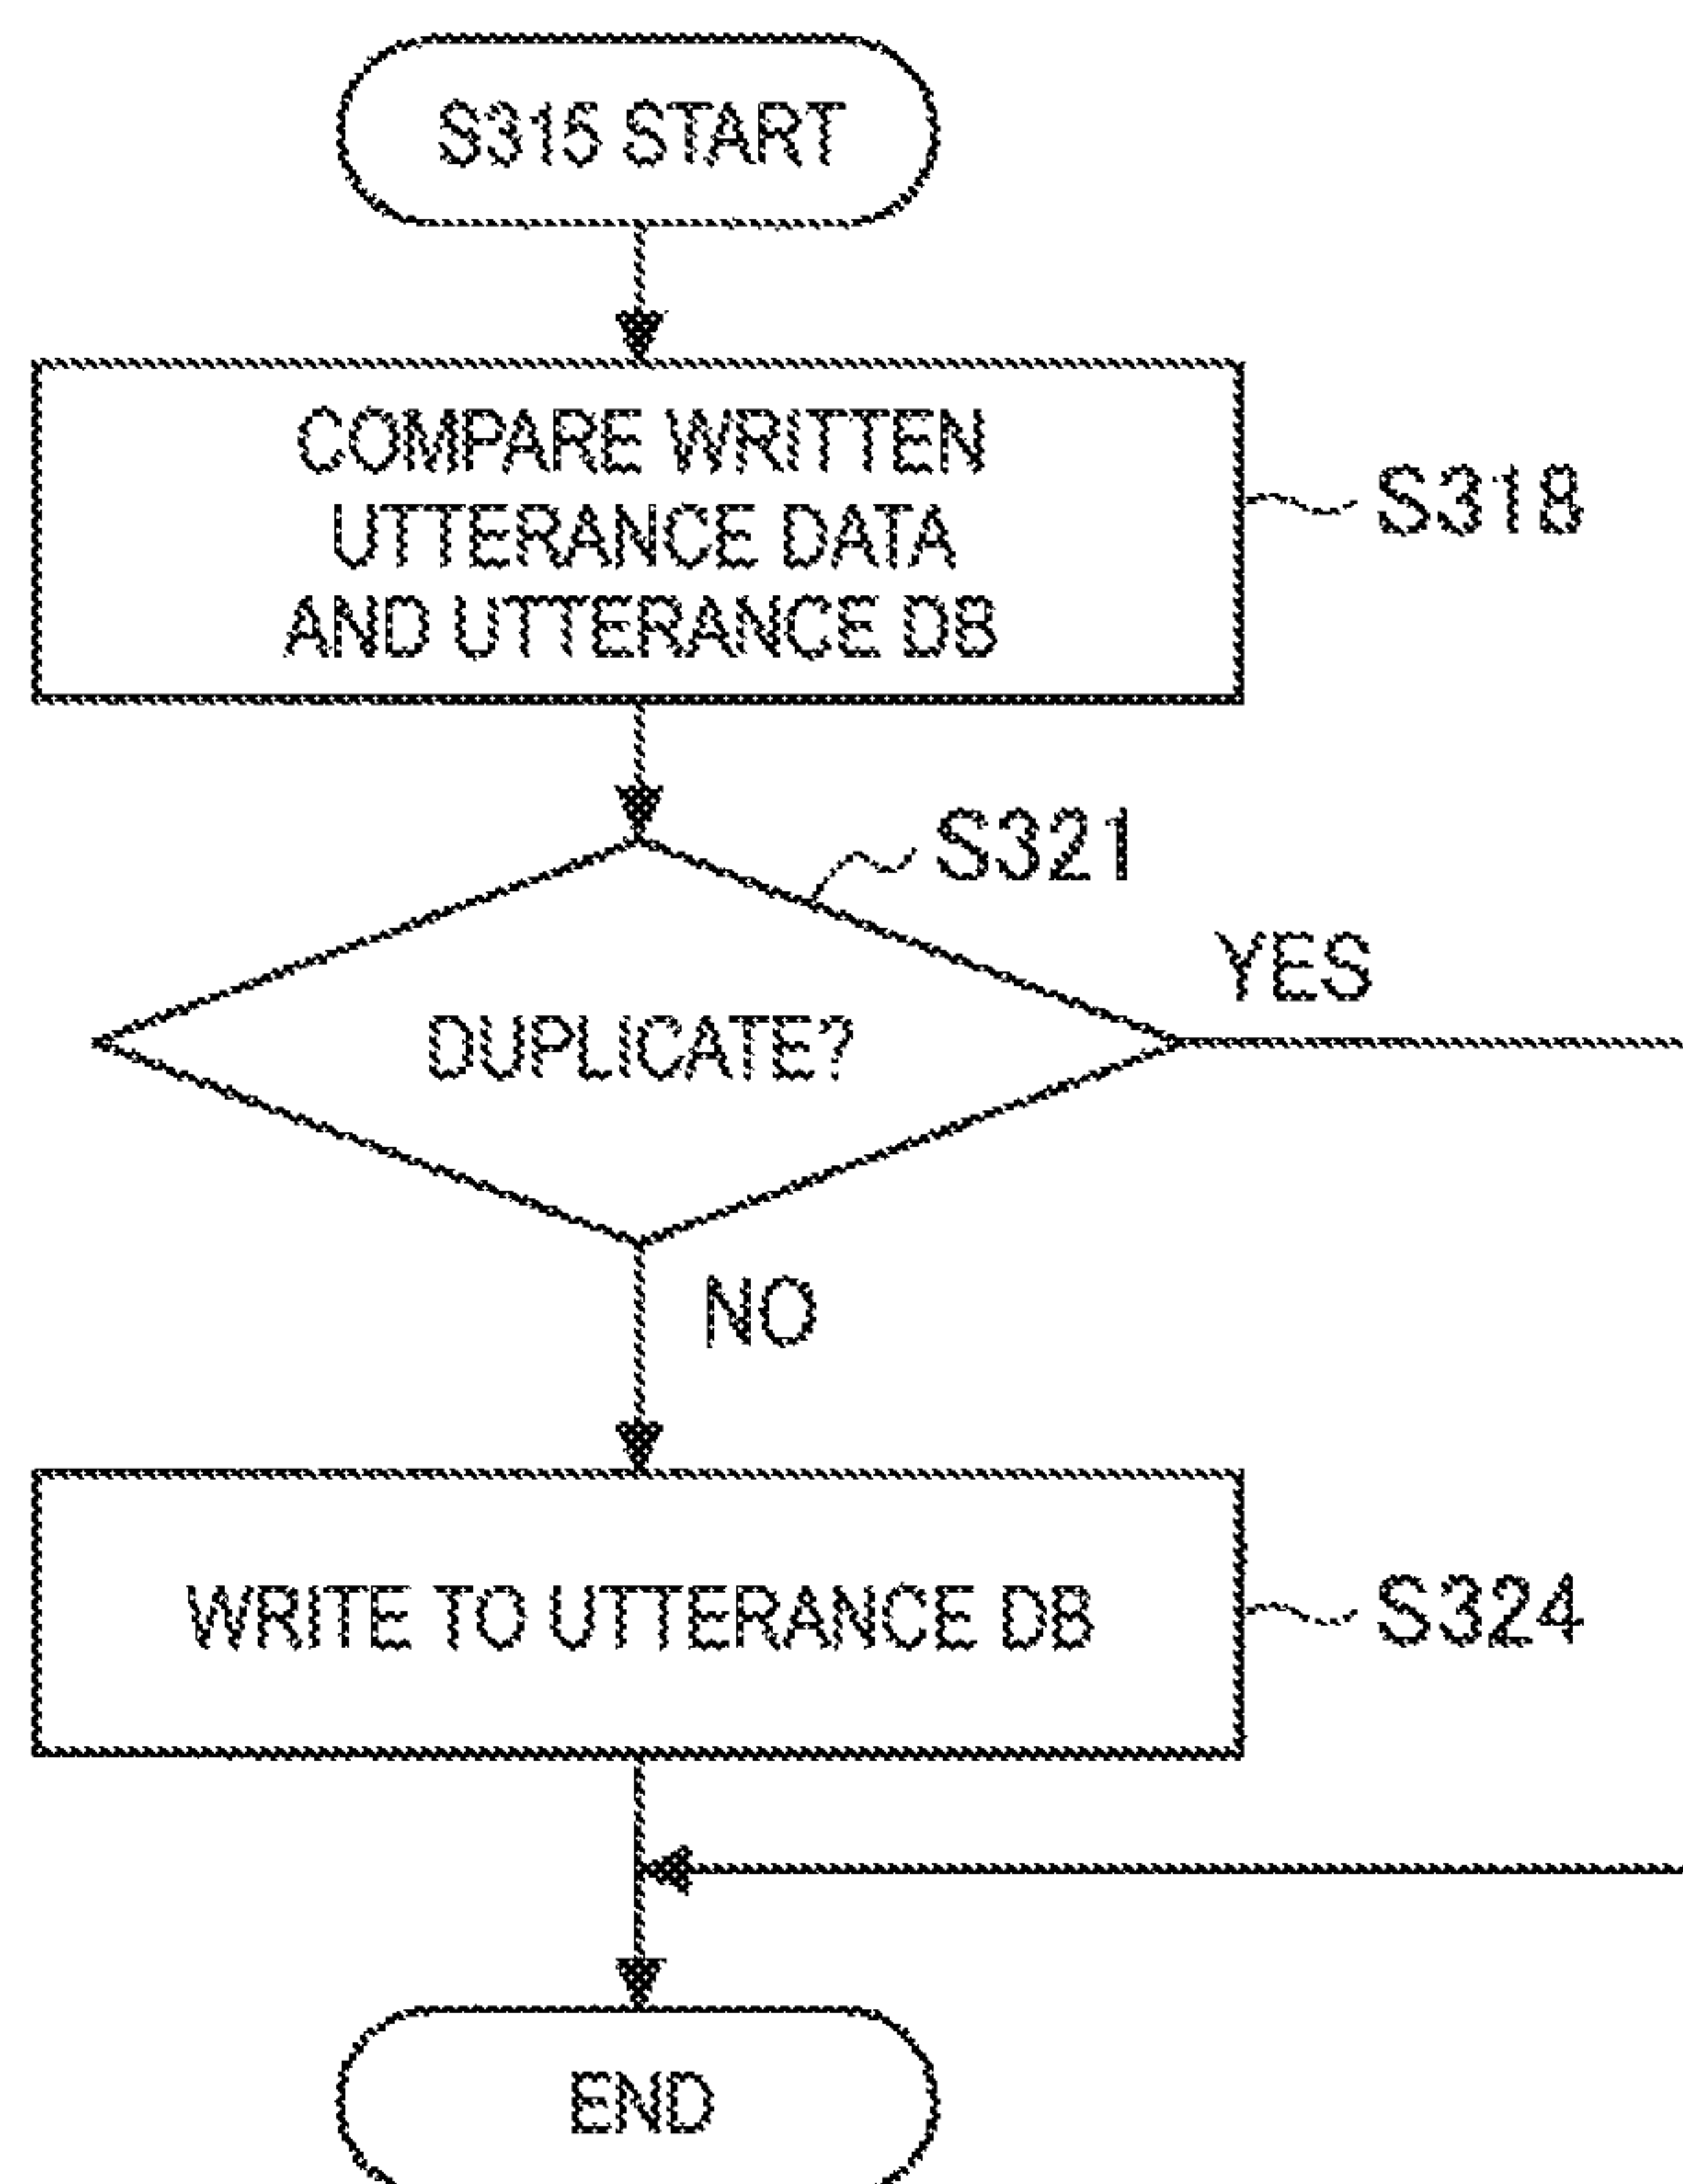 S315 START
COMPARE WRITTEN
UTTERANCE DATA
AND UTTERANCE DB
S318
S321
YES
DUPLICATE?
NO
WRITE TO UTTERANCE DB
S324
END